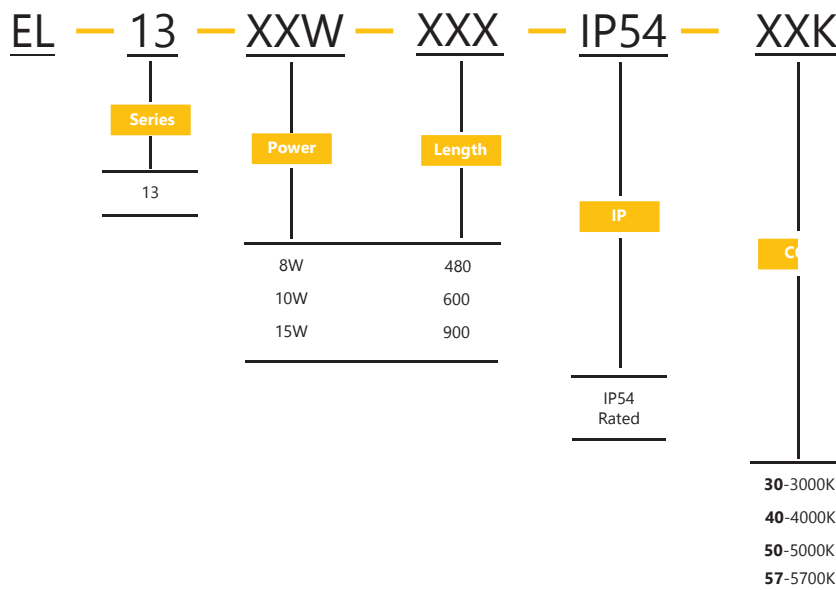 EL — 13 — XXW — XXX — IP54 — XXK
Series
Power
Length
13
IP
8W 480
10W 600
15W 900
IP54
Rated
30-3000K
40-4000K
50-5000K
57-5700K